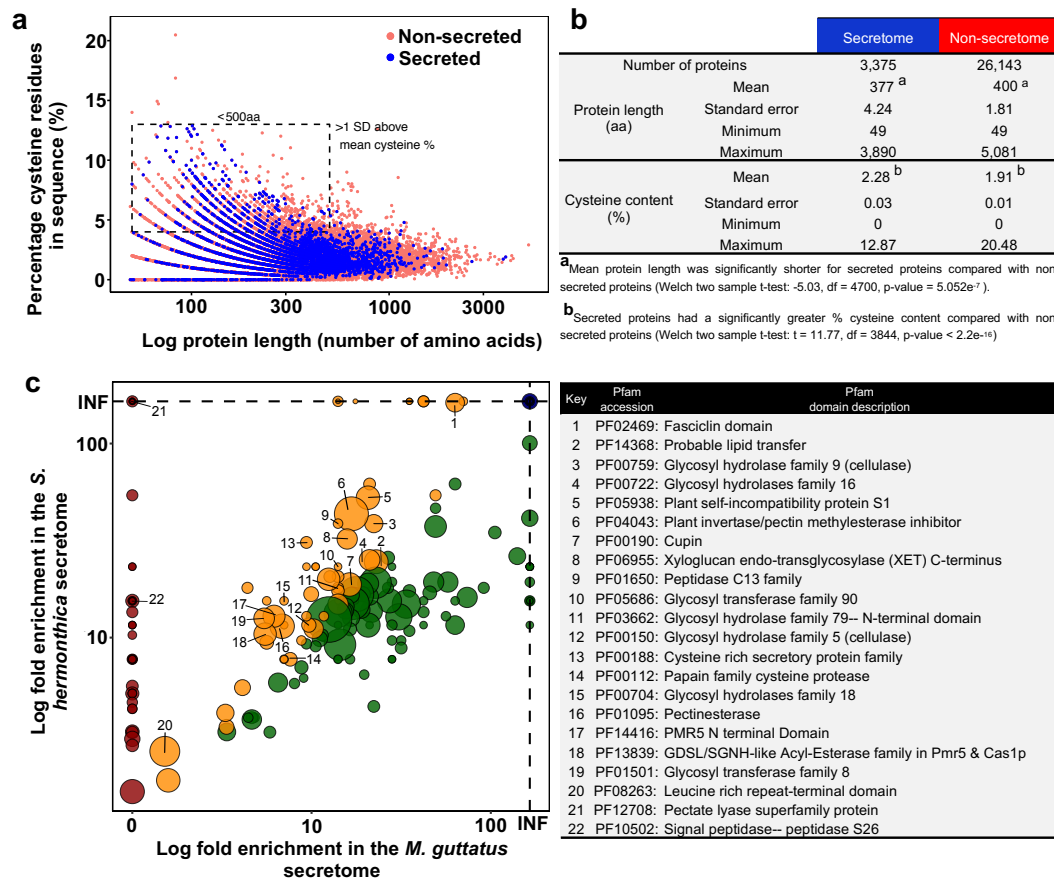 a
Percentage cysteine residues
in sequence (%)
20
15
10
5
0
Non-secreted
Secreted
<500aa
>1 SD above
mean cysteine %
100
300
1000
3000
Log protein length (number of amino acids)
b
Secretome
Non-secretome
Number of proteins
3,375
26,143
Protein length
(aa)
Mean
377 a
400 a
Standard error
4.24
1.81
Minimum
49
49
Maximum
3,890
5,081
Cysteine content
(%)
Mean
2.28 b
1.91 b
Standard error
0.03
0.01
Minimum
0
0
Maximum
12.87
20.48
aMean protein length was significantly shorter for secreted proteins compared with non
secreted proteins (Welch two sample t-test: -5.03, df = 4700, p-value = 5.052e-7 ).
bSecreted proteins had a significantly greater % cysteine content compared with non
secreted proteins (Welch two sample t-test: t = 11.77, df = 3844, p-value < 2.2e-16)
c
Log fold enrichment in the S.
hermonthica secretome
INF
100
10
21
1
6
5
9
3
8
13
4
2
10
7
11
15
12
17
19
18
16
14
22
20
0
10
100
INF
Log fold enrichment in the M. guttatus
secretome
Key
Pfam
accession
Pfam
domain description
1 PF02469: Fasciclin domain
2 PF14368: Probable lipid transfer
3 PF00759: Glycosyl hydrolase family 9 (cellulase)
4 PF00722: Glycosyl hydrolases family 16
5 PF05938: Plant self-incompatibility protein S1
6 PF04043: Plant invertase/pectin methylesterase inhibitor
7 PF00190: Cupin
8 PF06955: Xyloglucan endo-transglycosylase (XET) C-terminus
9 PF01650: Peptidase C13 family
10 PF05686: Glycosyl transferase family 90
11 PF03662: Glycosyl hydrolase family 79-- N-terminal domain
12 PF00150: Glycosyl hydrolase family 5 (cellulase)
13 PF00188: Cysteine rich secretory protein family
14 PF00112: Papain family cysteine protease
15 PF00704: Glycosyl hydrolases family 18
16 PF01095: Pectinesterase
17 PF14416: PMR5 N terminal Domain
18 PF13839: GDSL/SGNH-like Acyl-Esterase family in Pmr5 & Cas1p
19 PF01501: Glycosyl transferase family 8
20 PF08263: Leucine rich repeat-terminal domain
21 PF12708: Pectate lyase superfamily protein
22 PF10502: Signal peptidase-- peptidase S26